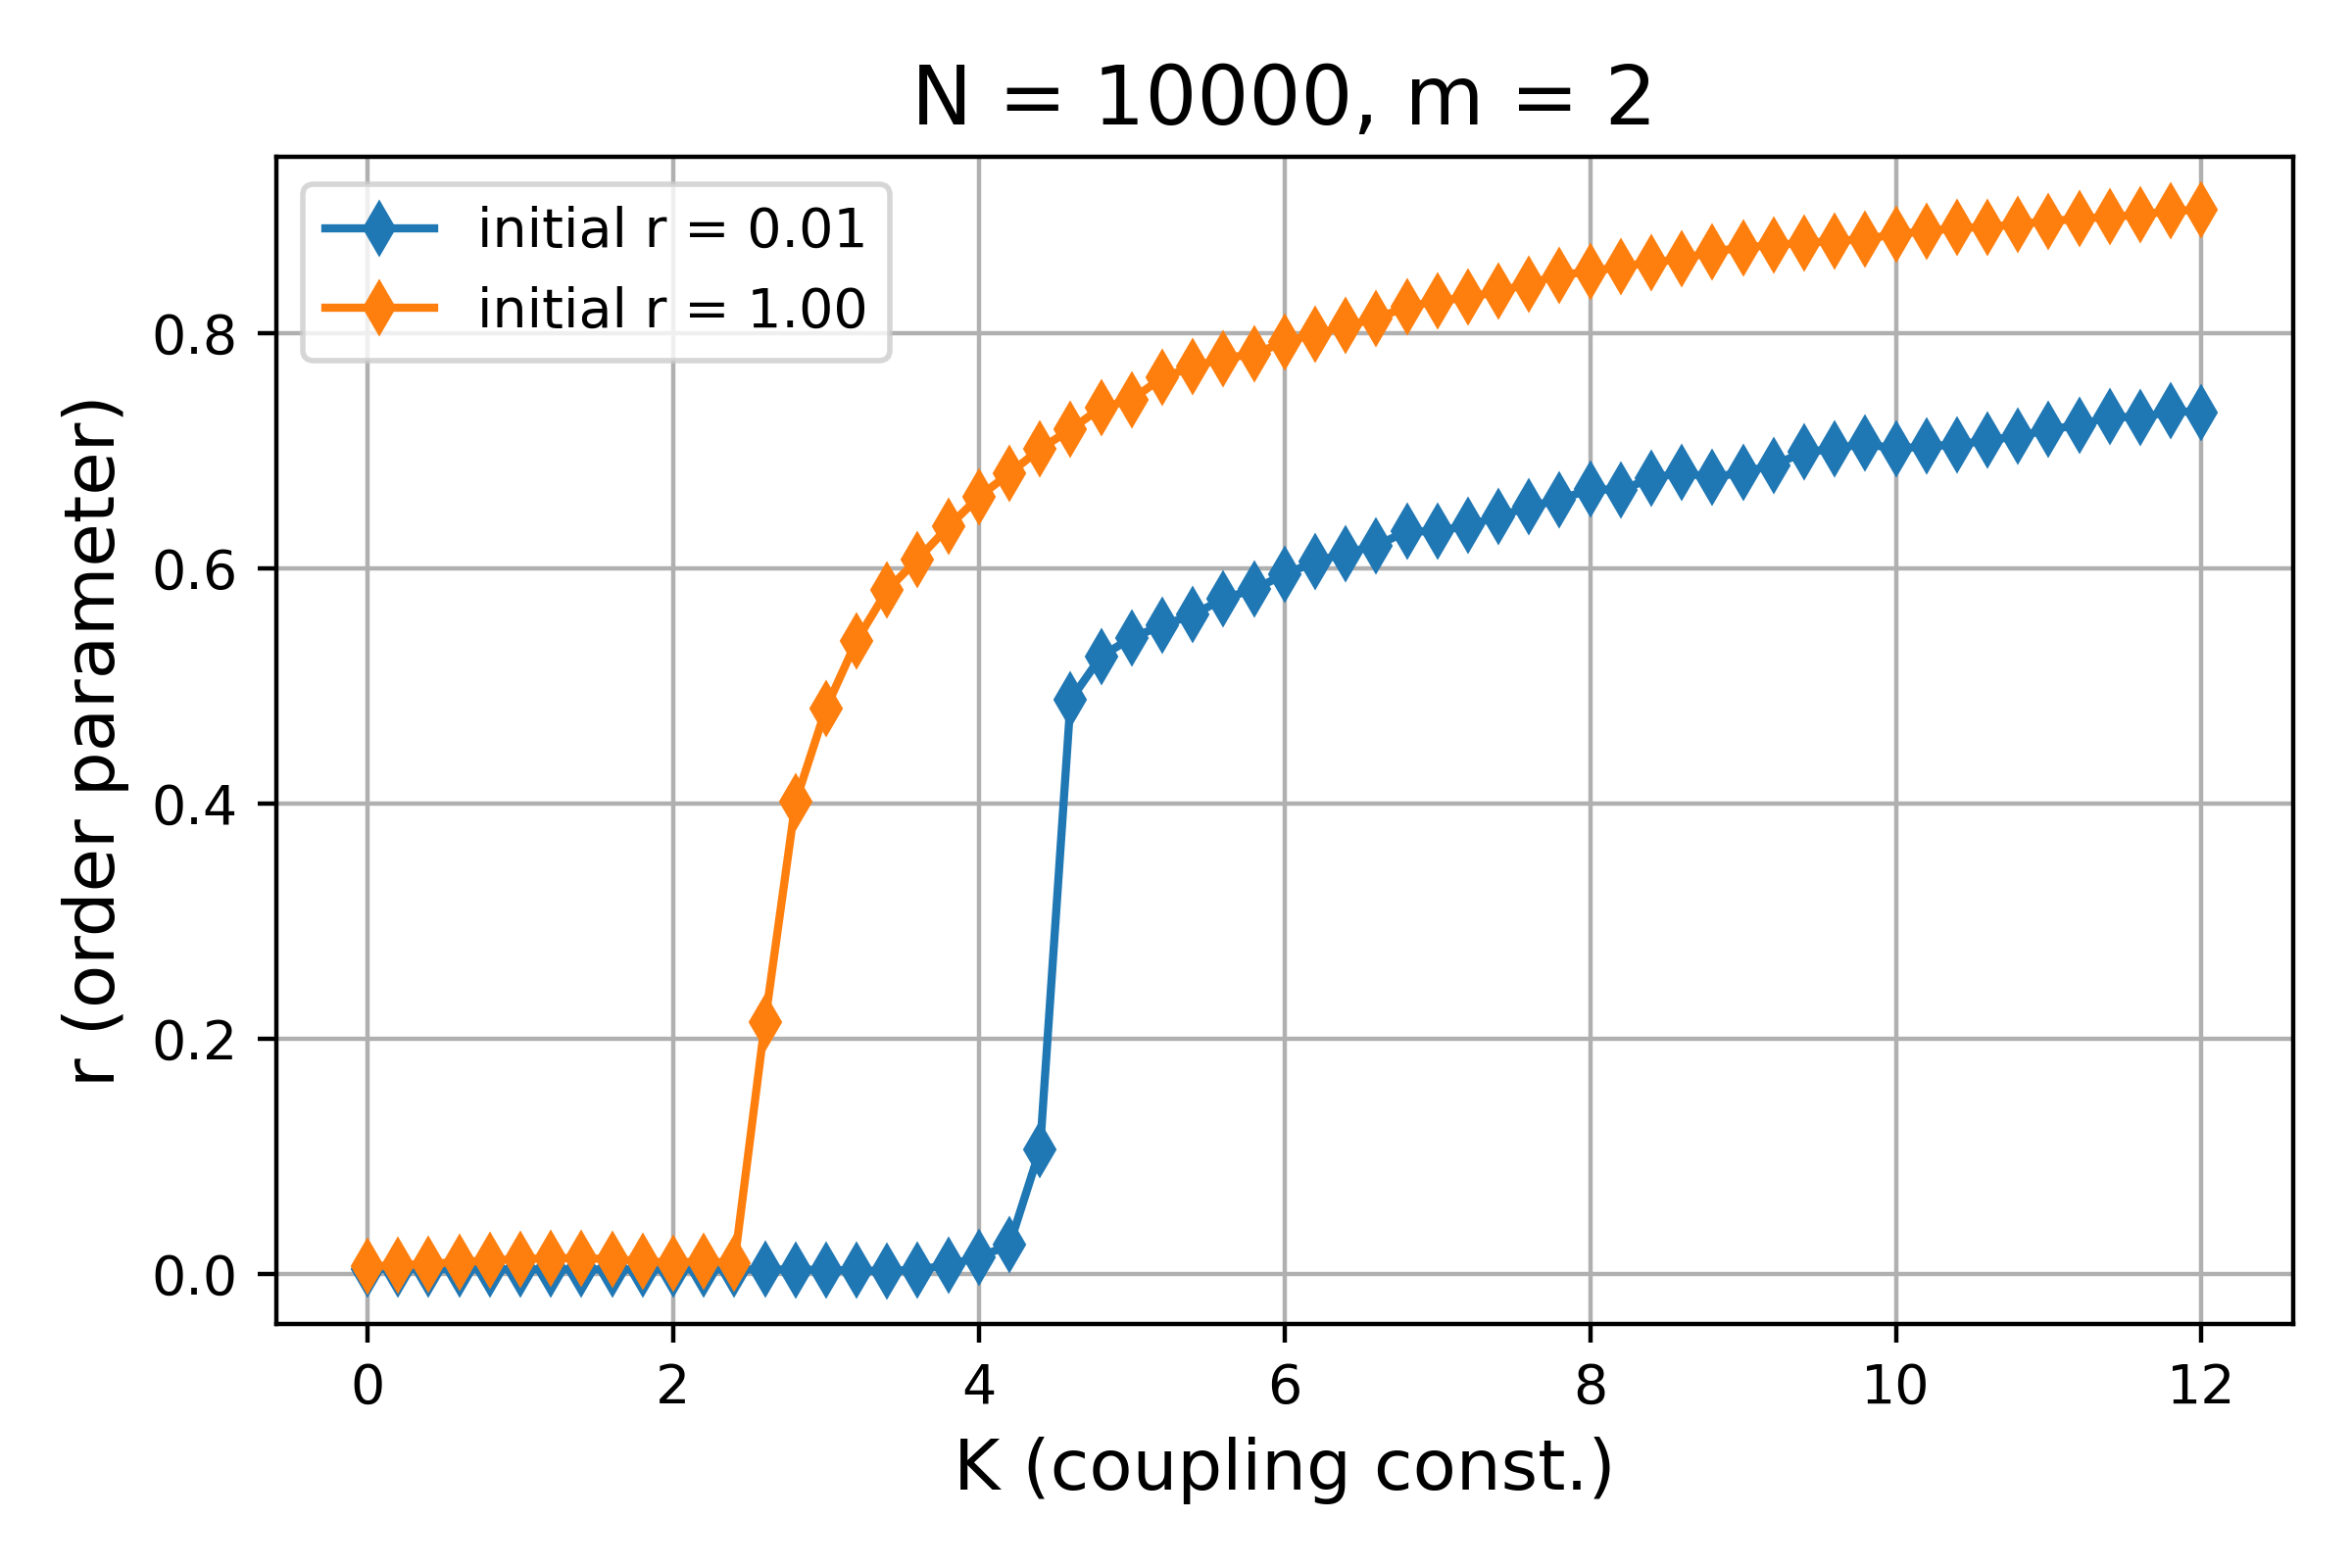 N = 10000, m = 2
initial r = 0.01
initial r = 1.00
r (order parameter)
0.8
0.6
0.4
0.2
0.0
0 2 4 6 8 10 12
K (coupling const.)